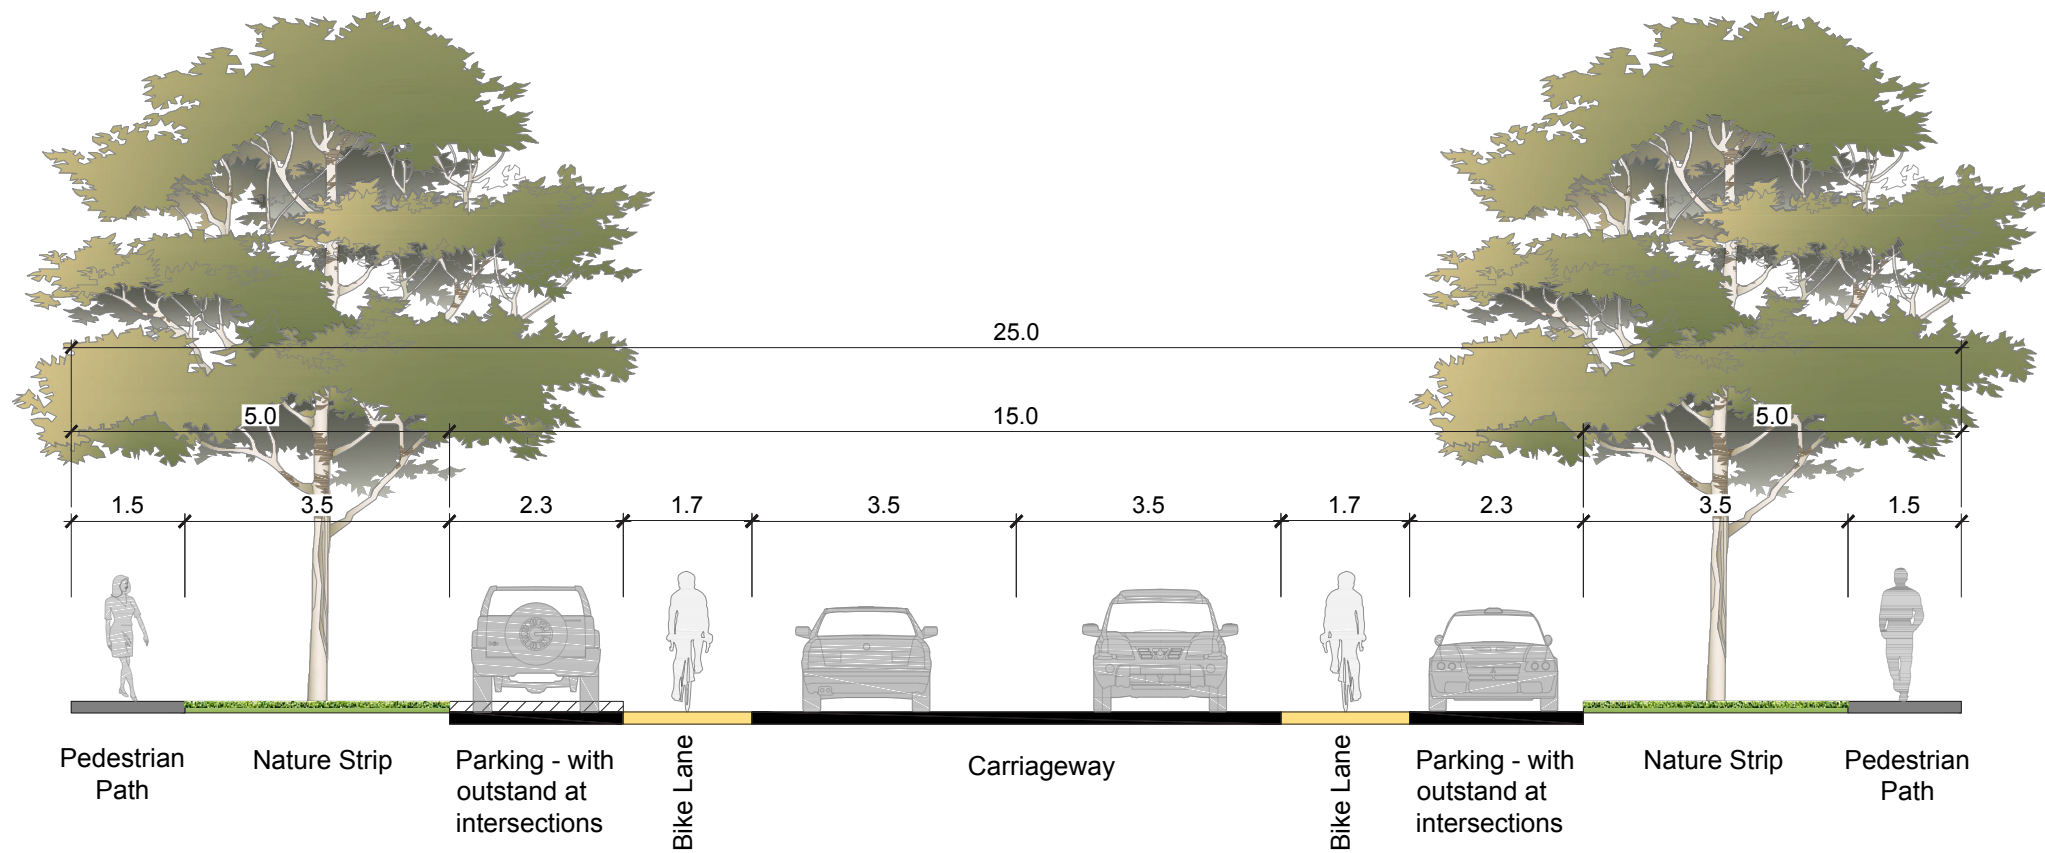 25.0
5.0
15.0
5.0
1.5
3.5
2.3
1.7
3.5
3.5
1.7
2.3
3.5
1.5
Pedestrian
Path
Nature Strip
Parking - with
outstand at
intersections
Bike Lane
Carriageway
Bike Lane
Parking - with
outstand at
intersections
Nature Strip
Pedestrian
Path